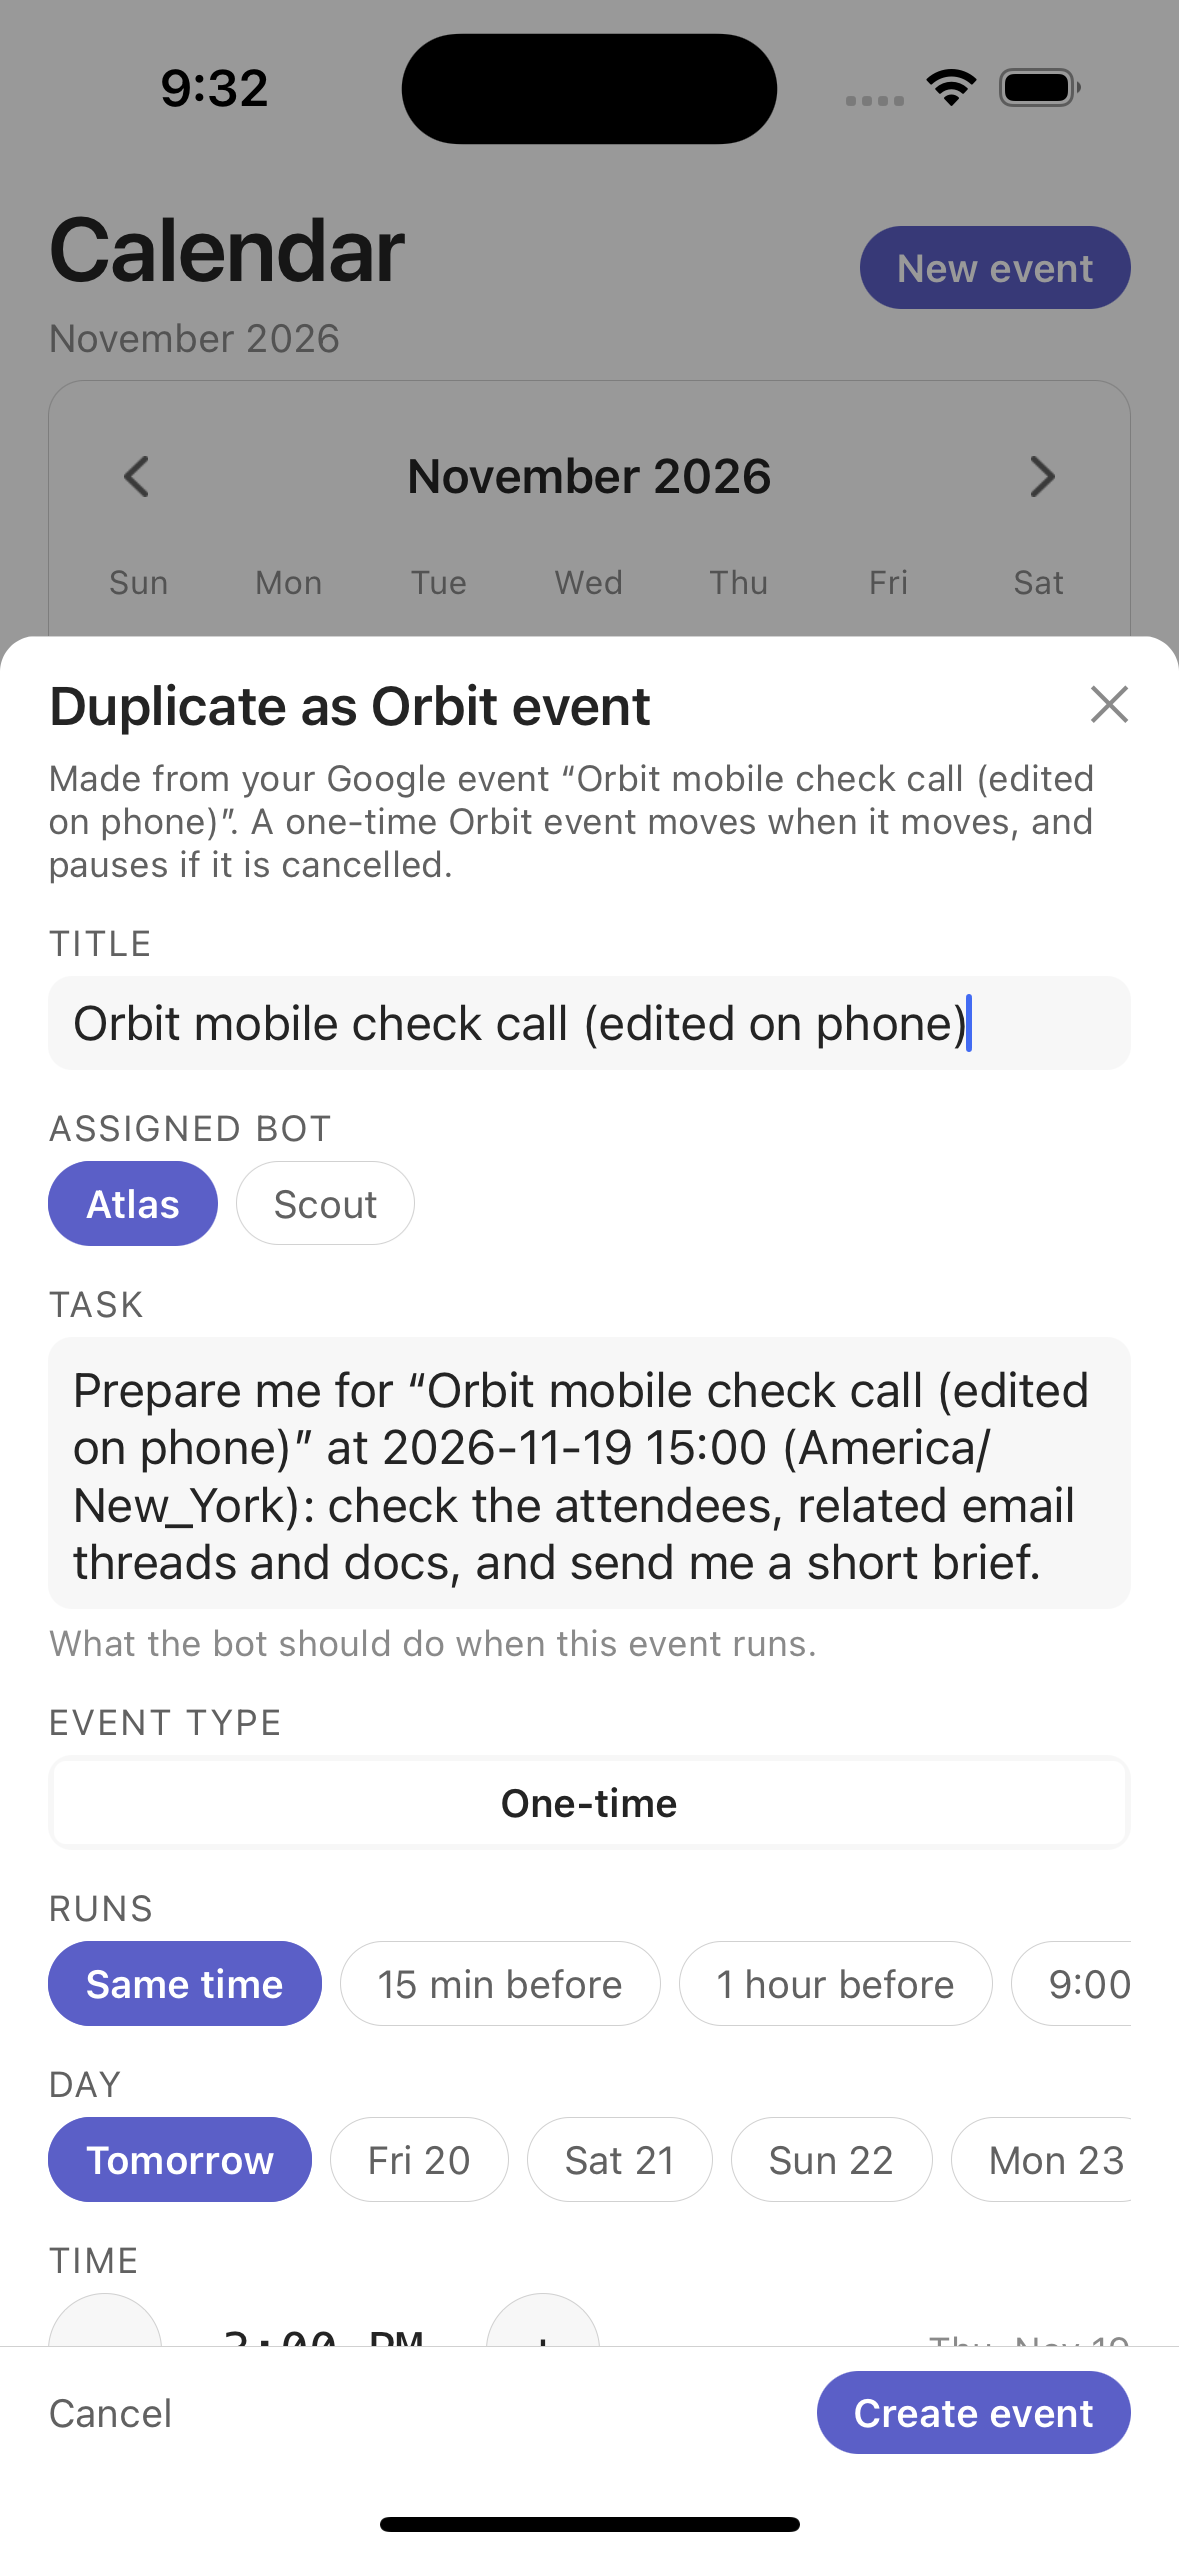 9:32
Calendar
New event
November 2026
November 2026
Sun Mon Tue Wed Thu Fri Sat
Duplicate as Orbit event
Made from your Google event “Orbit mobile check call (edited
on phone)”. A one-time Orbit event moves when it moves, and
pauses if it is cancelled.
TITLE
Orbit mobile check call (edited on phone)
ASSIGNED BOT
Atlas Scout
TASK
Prepare me for “Orbit mobile check call (edited
on phone)” at 2026-11-19 15:00 (America/
New_York): check the attendees, related email
threads and docs, and send me a short brief.
What the bot should do when this event runs.
EVENT TYPE
One-time
RUNS
Same time 15 min before 1 hour before 9:00
DAY
Tomorrow Fri 20 Sat 21 Sun 22 Mon 23
TIME
3:00 PM + Thu, Nov 19
Cancel Create event